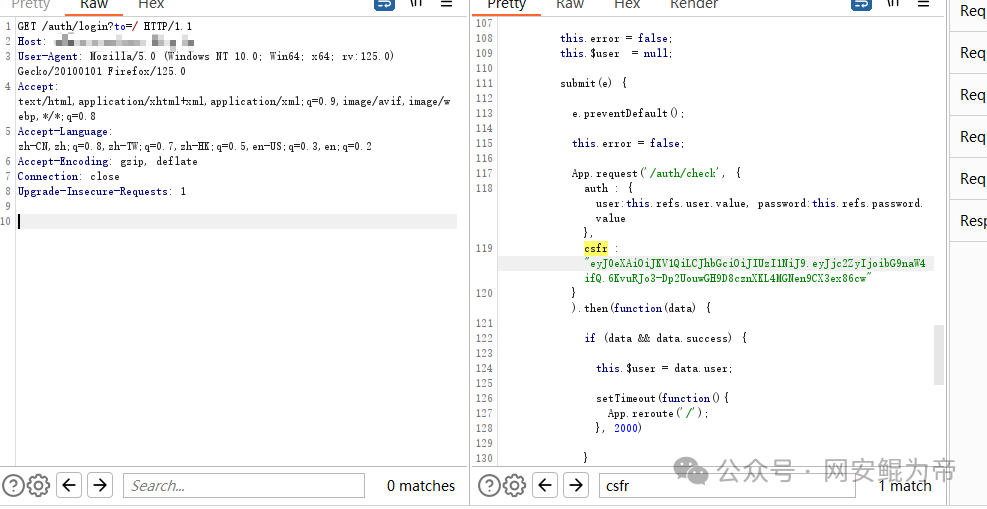 Pretty Raw Hex
\n
1 GET /auth/login?to=/ HTTP/1.1
2 Host:
3 User-Agent: Mozilla/5.0 (Windows NT 10.0; Win64; x64; rv:125.0)
Gecko/20100101 Firefox/125.0
4 Accept:
text/html,application/xhtml+xml,application/xml;q=0.9,image/avif,image/w
ebp,*/*;q=0.8
5 Accept-Language:
zh-CN,zh;q=0.8,zh-TW;q=0.7,zh-HK;q=0.5,en-US;q=0.3,en;q=0.2
6 Accept-Encoding: gzip, deflate
7 Connection: close
8 Upgrade-Insecure-Requests: 1
9
10
Search...
0 matches
Pretty Raw Hex Render
\n
107
108 this.error = false;
109 this.$user = null;
110
111 submit(e) {
112
113 e.preventDefault();
114
115 this.error = false;
116
117 App.request('/auth/check', {
118 auth : {
user:this.refs.user.value, password:this.refs.password.
value
},
119 csfr :
"eyJ0eXAiOiJKV1QiLCJhbGciOiJIUzI1NiJ9.eyJjc2ZyIjoibG9naW4
ifQ.6KvuRJo3-Dp2UouwGH9D8cznXKL4MGNen9CX3ex86cw"
120 }
).then(function(data) {
121
122 if (data && data.success) {
123
124 this.$user = data.user;
125
126 setTimeout(function(){
127 App.reroute('/');
128 }, 2000)
129
130 }
csfr
1 match
公众号 · 网安鲲为帝
Req
Req
Req
Req
Req
Resp